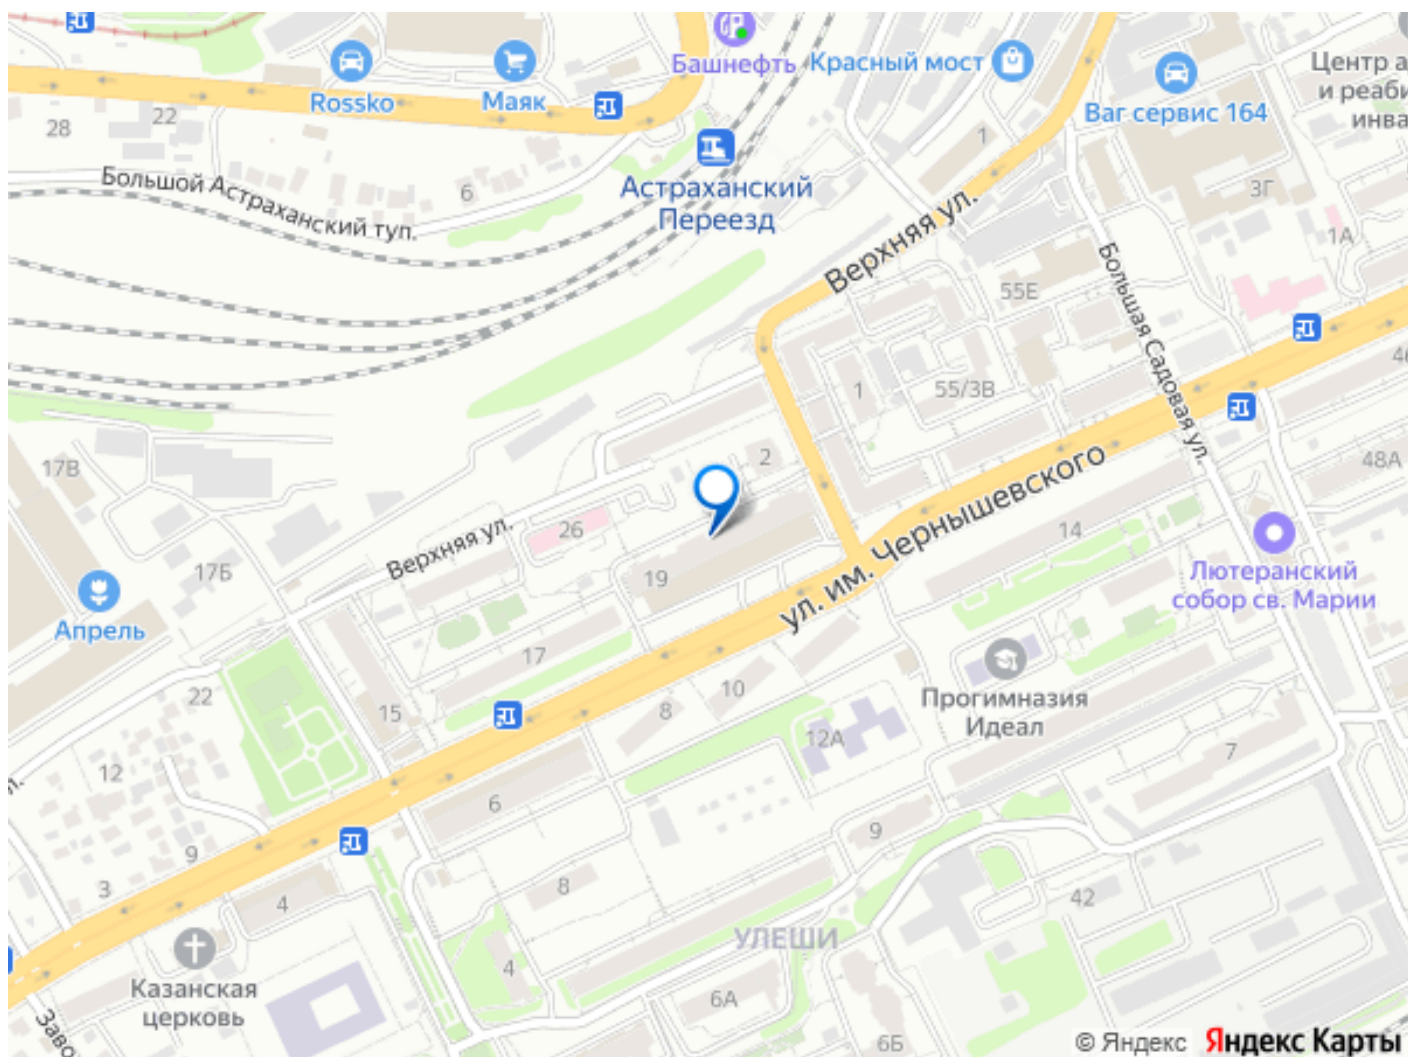 Башнефть
Красный мост
Rossko
Маяк
Ваг сервис 164
Центр а
и реаби
инва
28
22
1
Большой Астраханский туп.
6
Астраханский
Переезд
3Г
1А
Верхняя ул.
55Е
Большая Садовая ул.
1
55/3В
46
17В
2
48А
ул. им. Чернышевского
Верхняя ул.
26
14
17Б
19
Лютеранский
собор св. Марии
Апрель
17
22
15
8
10
Прогимназия
Идеал
12А
7
12
л.
6
9
9
3
4
8
42
УЛЕШИ
Казанская
церковь
4
6А
Заво
6Б
© Яндекс Яндекс Карты